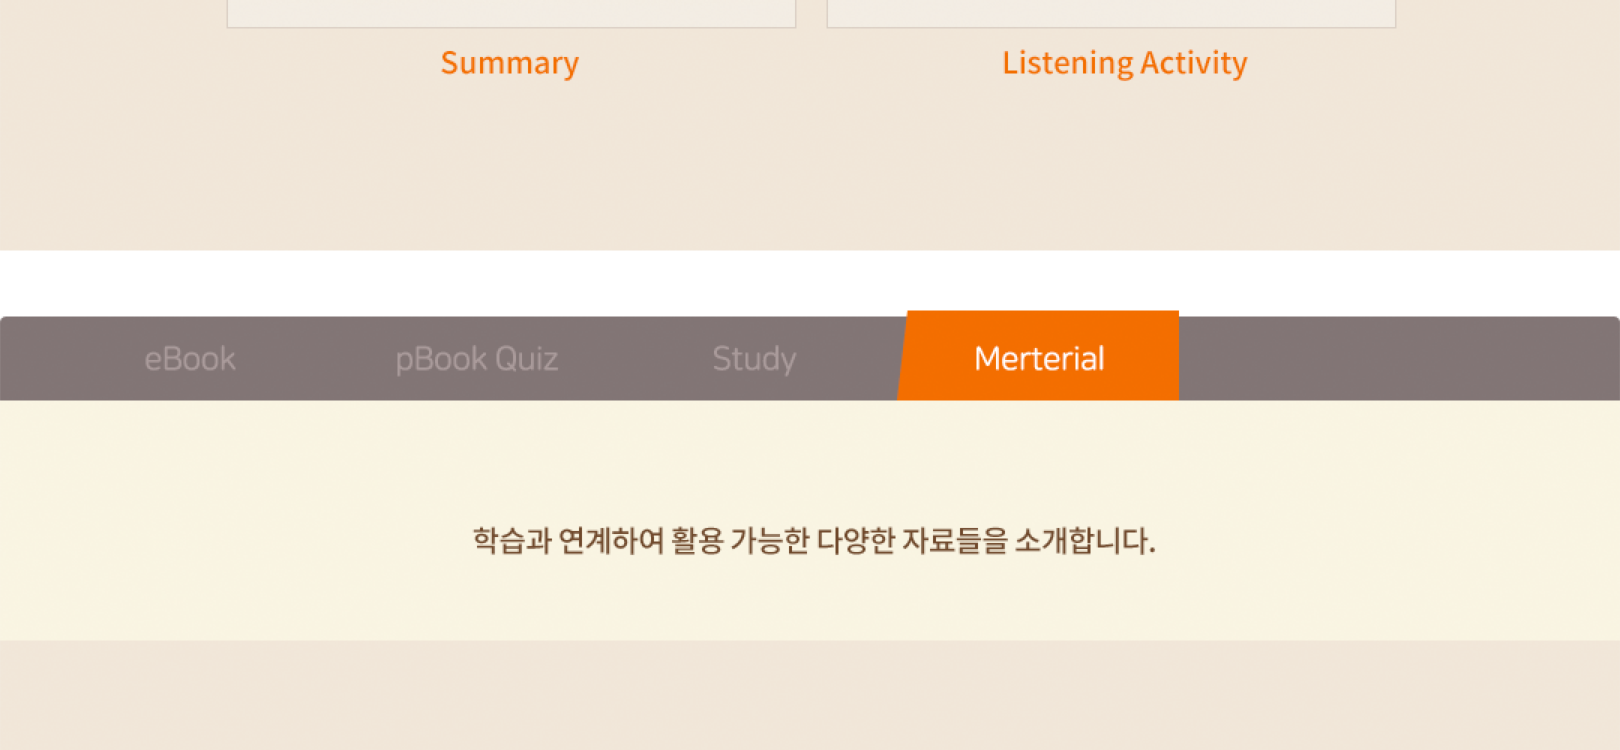 Summary
Listening Activity
eBook
pBook Quiz
Study
Merterial
학습과 연계하여 활용 가능한 다양한 자료들을 소개합니다.